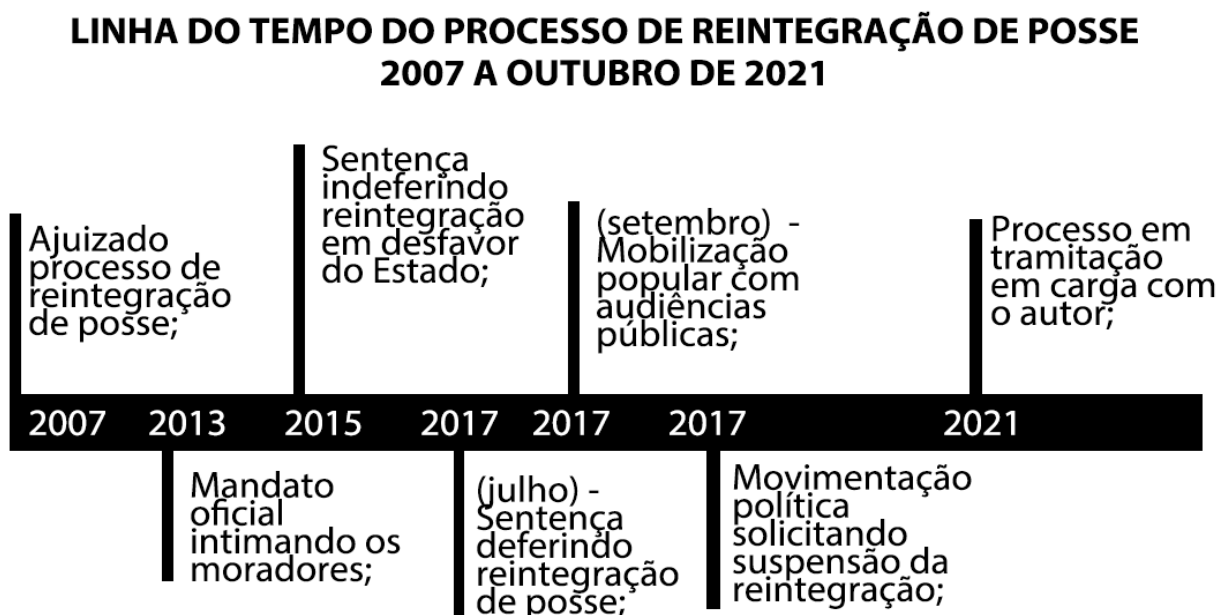 LINHA DO TEMPO DO PROCESSO DE REINTEGRAÇÃO DE POSSE
2007 A OUTUBRO DE 2021
Ajuizado
processo de
reintegração
de posse;
Sentença
indeferindo
reintegração
em desfavor
do Estado;
(setembro) -
Mobilização
popular com
audiências
públicas;
Processo em
tramitação
em carga com
o autor;
2007 2013 2015 2017 2017 2017 2021
Mandato
oficial
intimando os
moradores;
(julho) -
Sentença
deferindo
reintegração
de posse;
Movimentação
política
solicitando
suspensão da
reintegração;